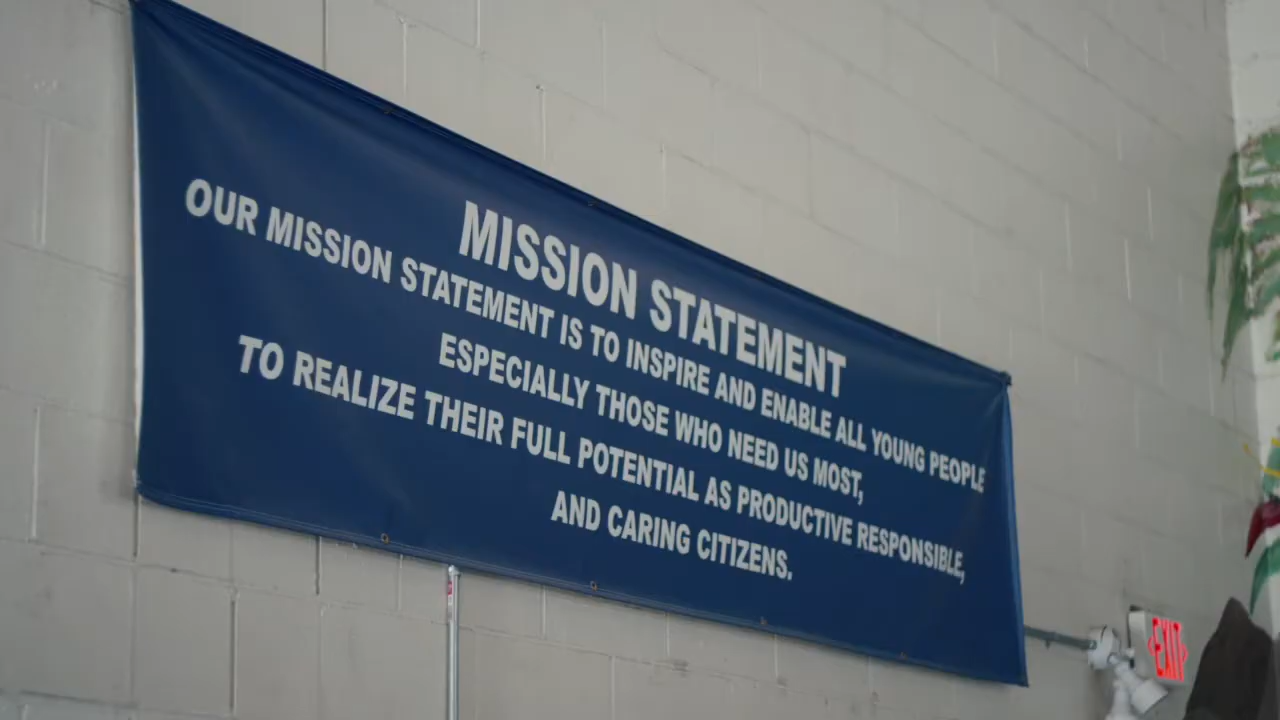 MISSION STATEMENT
OUR MISSION STATEMENT IS TO INSPIRE AND ENABLE ALL YOUNG PEOPLE
ESPECIALLY THOSE WHO NEED US MOST,
TO REALIZE THEIR FULL POTENTIAL AS PRODUCTIVE RESPONSIBLE,
AND CARING CITIZENS.
EXIT